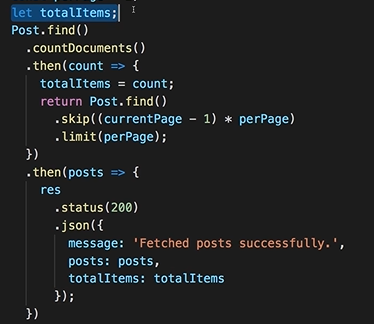 let totalItems;
Post.find()
  .countDocuments()
  .then(count => {
    totalItems = count;
    return Post.find()
      .skip((currentPage - 1) * perPage)
      .limit(perPage);
  })
  .then(posts => {
    res
      .status(200)
      .json({
        message: 'Fetched posts successfully.',
        posts: posts,
        totalItems: totalItems
      });
  })